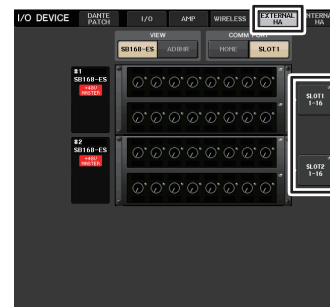 I/O DEVICE
DANTE PATCH
I/O
AMP
WIRELESS
EXTERNAL HA
VIEW
COMM PORT
SB168-ES
AD8HR
NONE
SLOT1
#1
SB168-ES
+48V MASTER
#2
SB168-ES
+48V MASTER
SLOT1
1-16
SLOT2
1-16